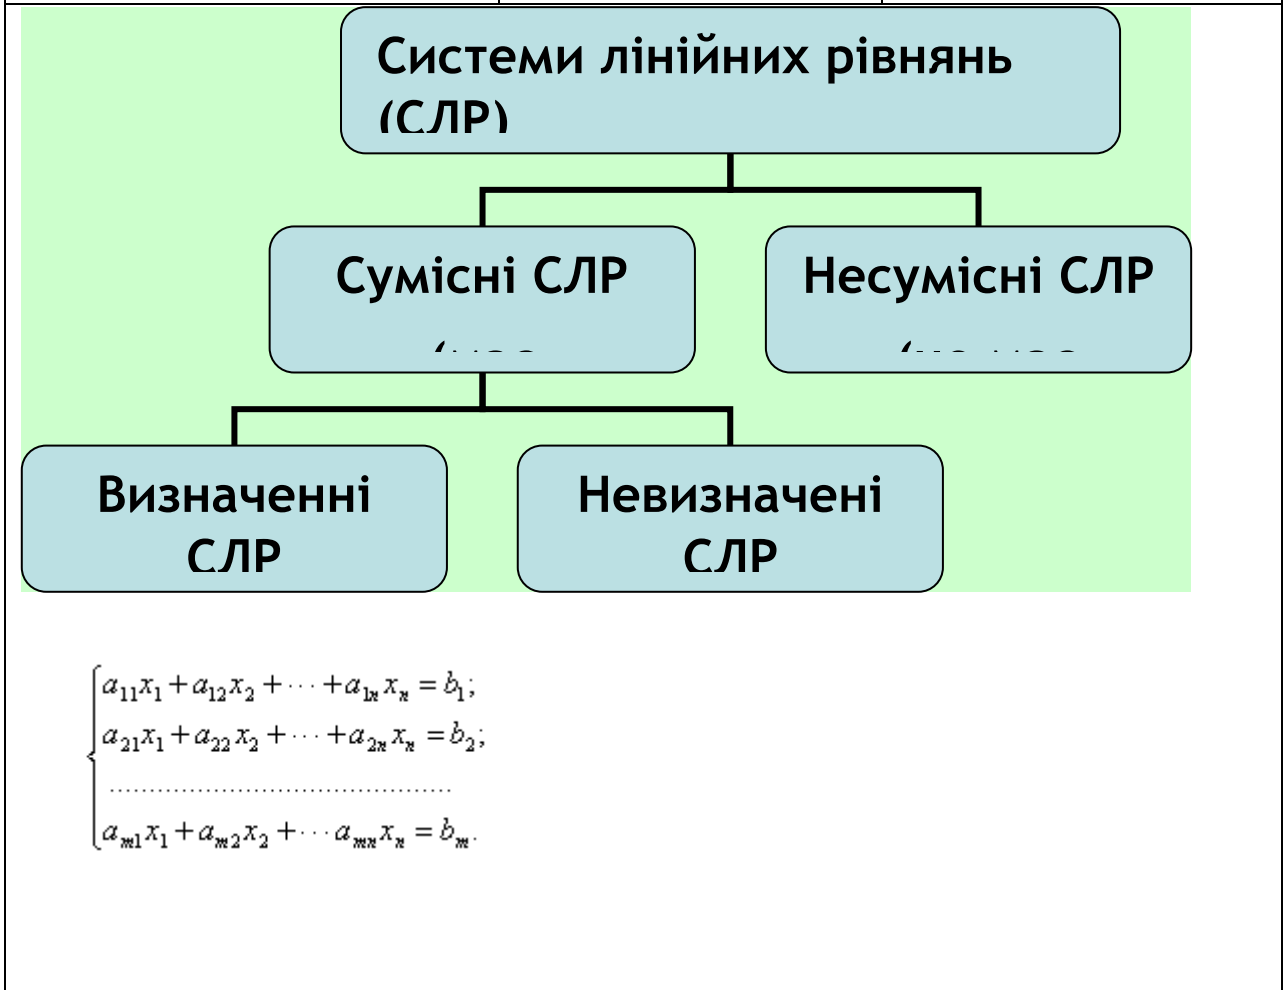 Системи лінійних рівнянь
(СЛР)
Сумісні СЛР
Несумісні СЛР
Визначенні
СЛР
Невизначені
СЛР
a₁₁x₁ + a₁₂x₂ + ··· + a₁ₙxₙ = b₁;
a₂₁x₁ + a₂₂x₂ + ··· + a₂ₙxₙ = b₂;
...........................................
aₘ₁x₁ + aₘ₂x₂ + ··· aₘₙxₙ = bₘ.